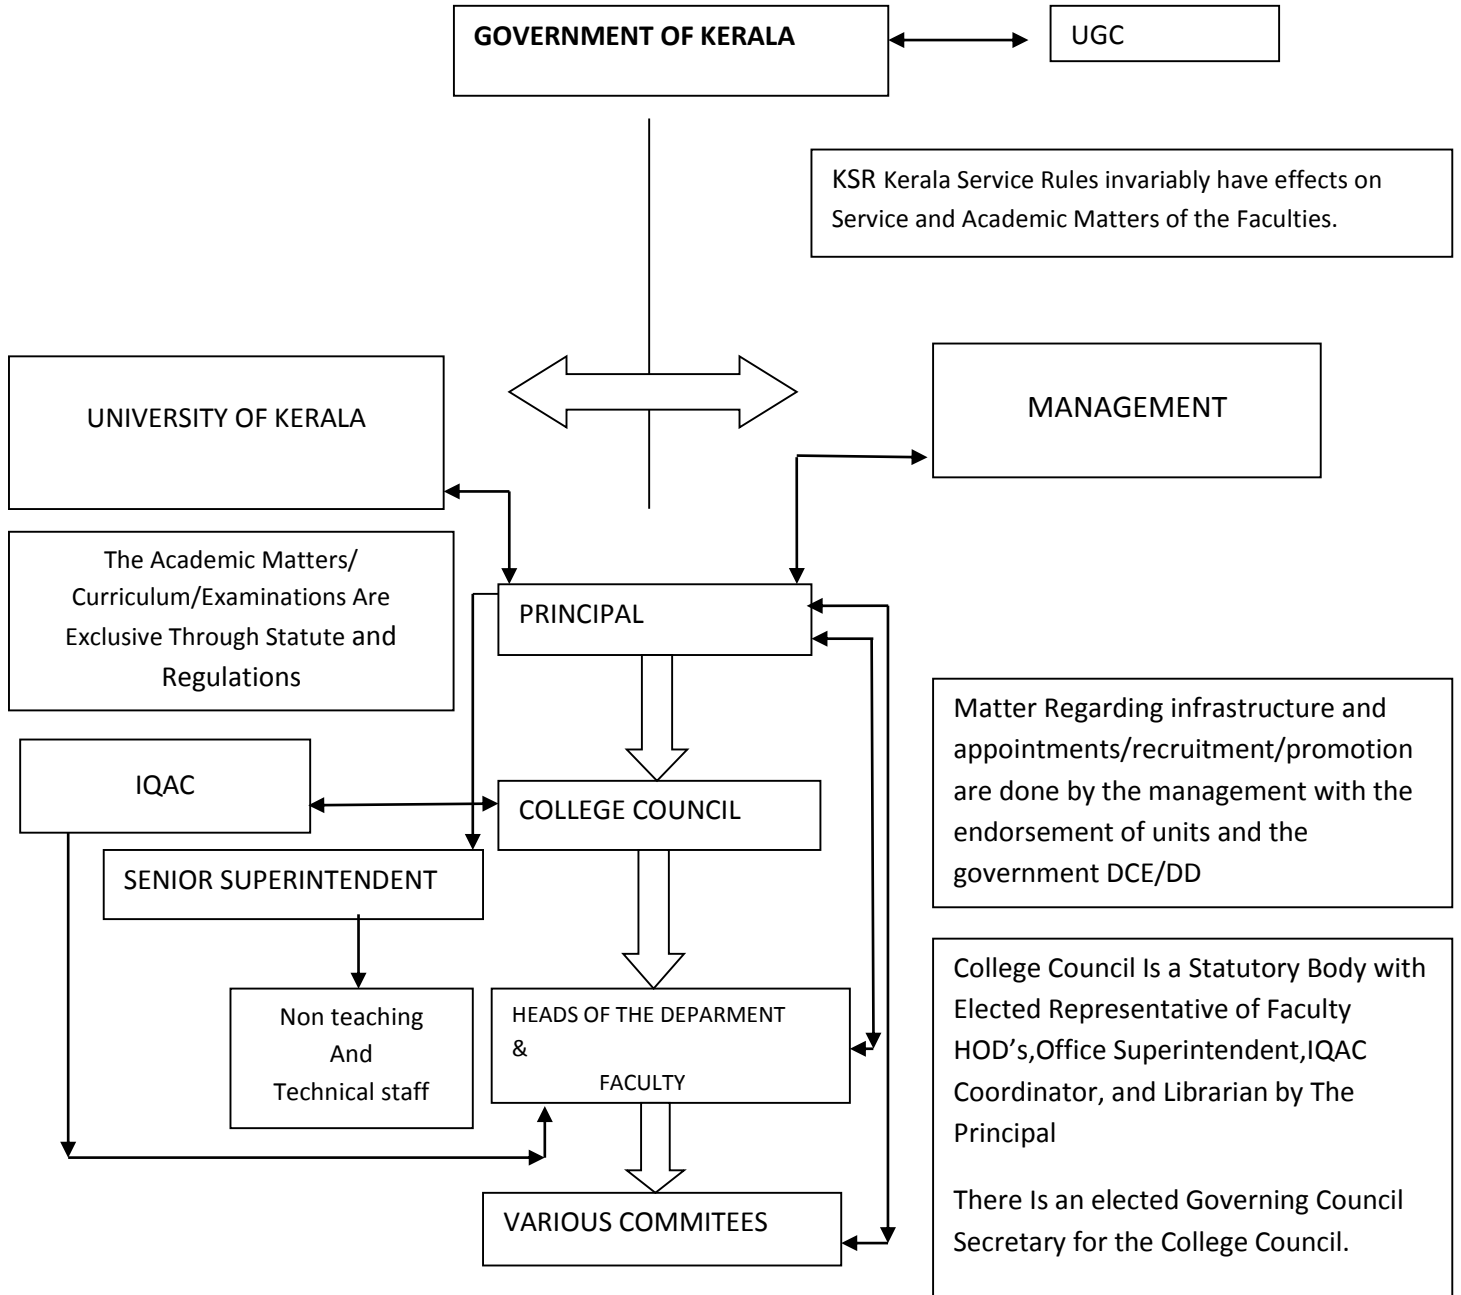 GOVERNMENT OF KERALA
UGC
KSR Kerala Service Rules invariably have effects on
Service and Academic Matters of the Faculties.
UNIVERSITY OF KERALA
MANAGEMENT
The Academic Matters/
Curriculum/Examinations Are
Exclusive Through Statute and
Regulations
PRINCIPAL
Matter Regarding infrastructure and
appointments/recruitment/promotion
are done by the management with the
endorsement of units and the
government DCE/DD
IQAC
COLLEGE COUNCIL
SENIOR SUPERINTENDENT
Non teaching
And
Technical staff
HEADS OF THE DEPARMENT
&
FACULTY
College Council Is a Statutory Body with
Elected Representative of Faculty
HOD’s,Office Superintendent,IQAC
Coordinator, and Librarian by The
Principal
There Is an elected Governing Council
Secretary for the College Council.
VARIOUS COMMITEES